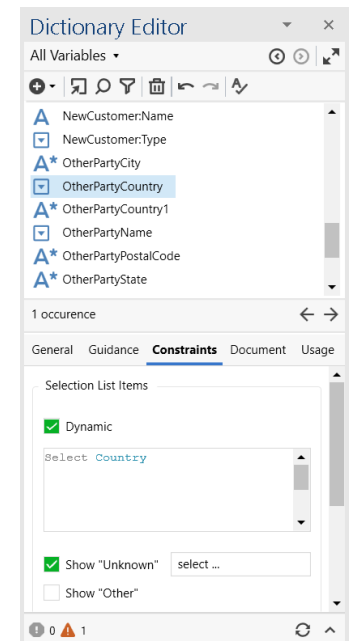 Dictionary Editor
All Variables
A NewCustomer:Name
NewCustomer:Type
A* OtherPartyCity
OtherPartyCountry
A* OtherPartyCountry1
OtherPartyName
A* OtherPartyPostalCode
A* OtherPartyState
1 occurence
General Guidance Constraints Document Usage
Selection List Items
Dynamic
Select Country
Show "Unknown" select ...
Show "Other"
0 1